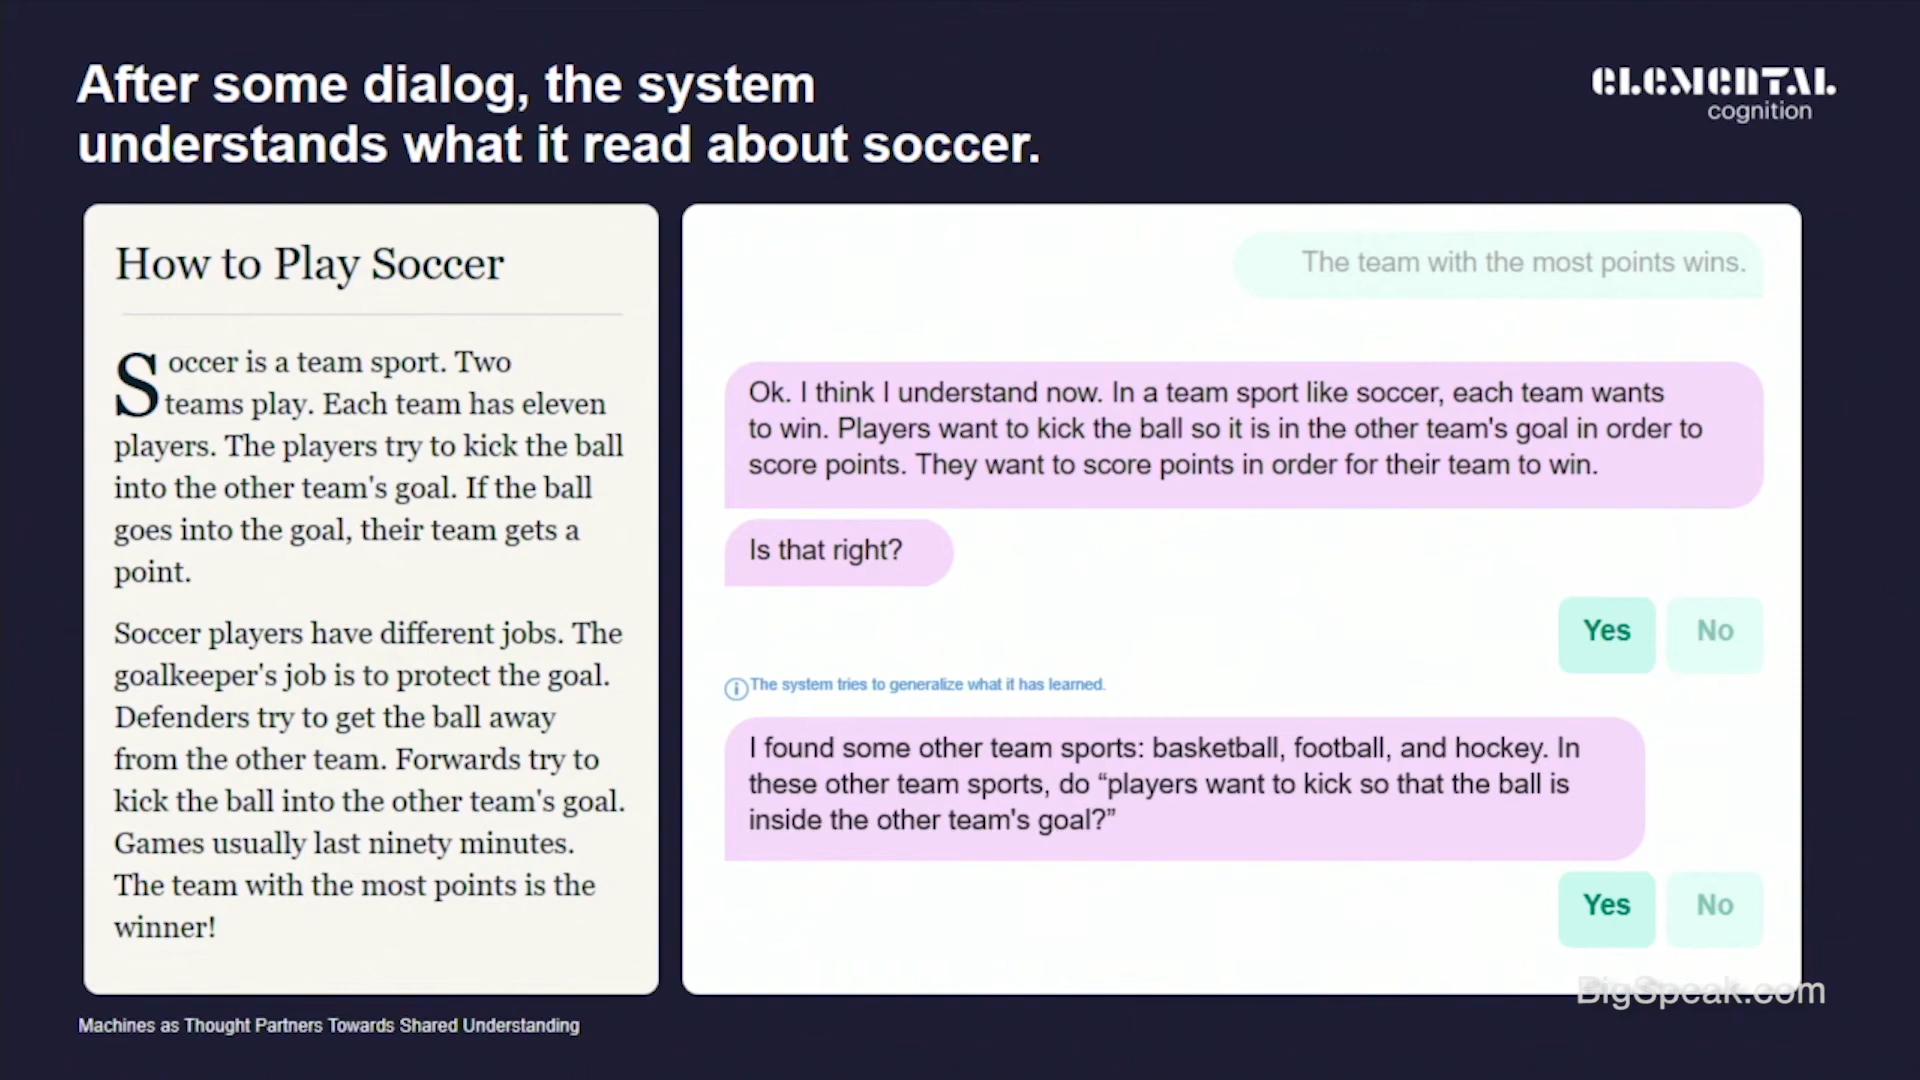 After some dialog, the system
understands what it read about soccer.
ELEMENTAL
cognition
How to Play Soccer
Soccer is a team sport. Two
teams play. Each team has eleven
players. The players try to kick the ball
into the other team's goal. If the ball
goes into the goal, their team gets a
point.
Soccer players have different jobs. The
goalkeeper's job is to protect the goal.
Defenders try to get the ball away
from the other team. Forwards try to
kick the ball into the other team's goal.
Games usually last ninety minutes.
The team with the most points is the
winner!
The team with the most points wins.
Ok. I think I understand now. In a team sport like soccer, each team wants
to win. Players want to kick the ball so it is in the other team's goal in order to
score points. They want to score points in order for their team to win.
Is that right?
Yes No
The system tries to generalize what it has learned.
I found some other team sports: basketball, football, and hockey. In
these other team sports, do “players want to kick so that the ball is
inside the other team's goal?”
Yes No
BigSpeak.com
Machines as Thought Partners Towards Shared Understanding